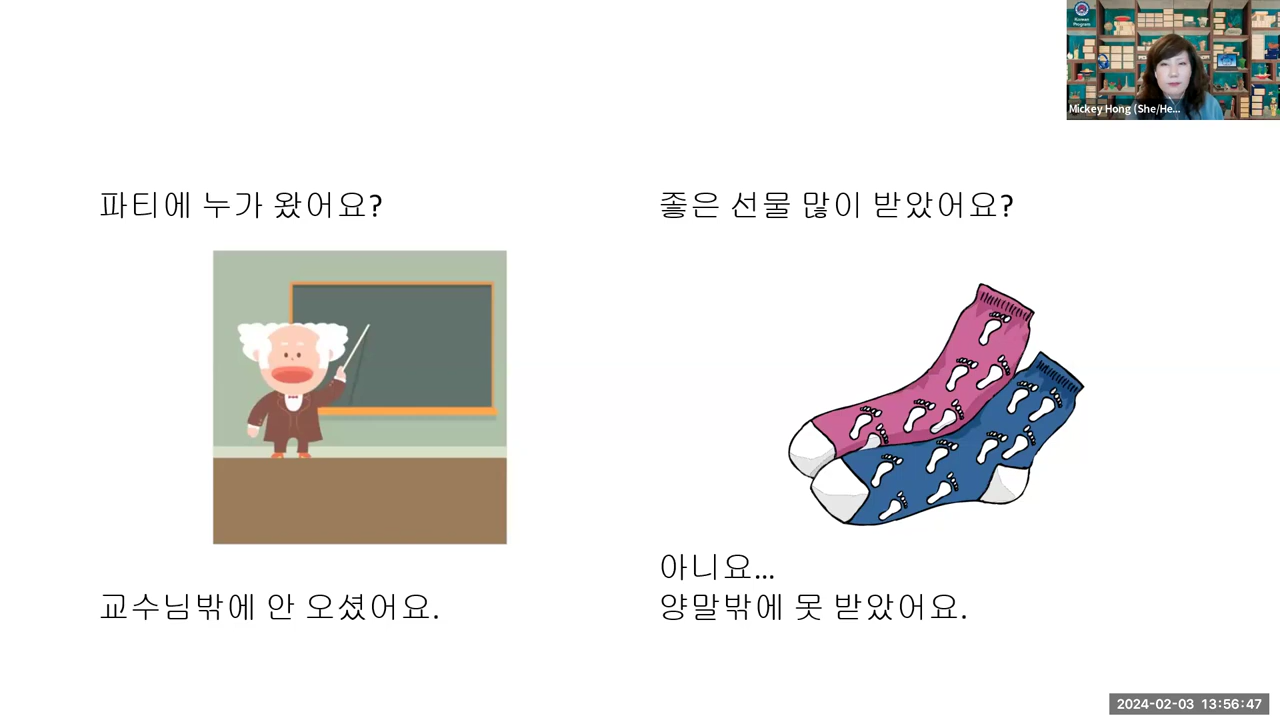 Korean
Program
Mickey Hong (She/He...
파티에 누가 왔어요?
좋은 선물 많이 받았어요?
교수님밖에 안 오셨어요.
아니요...
양말밖에 못 받았어요.
2024-02-03 13:56:47